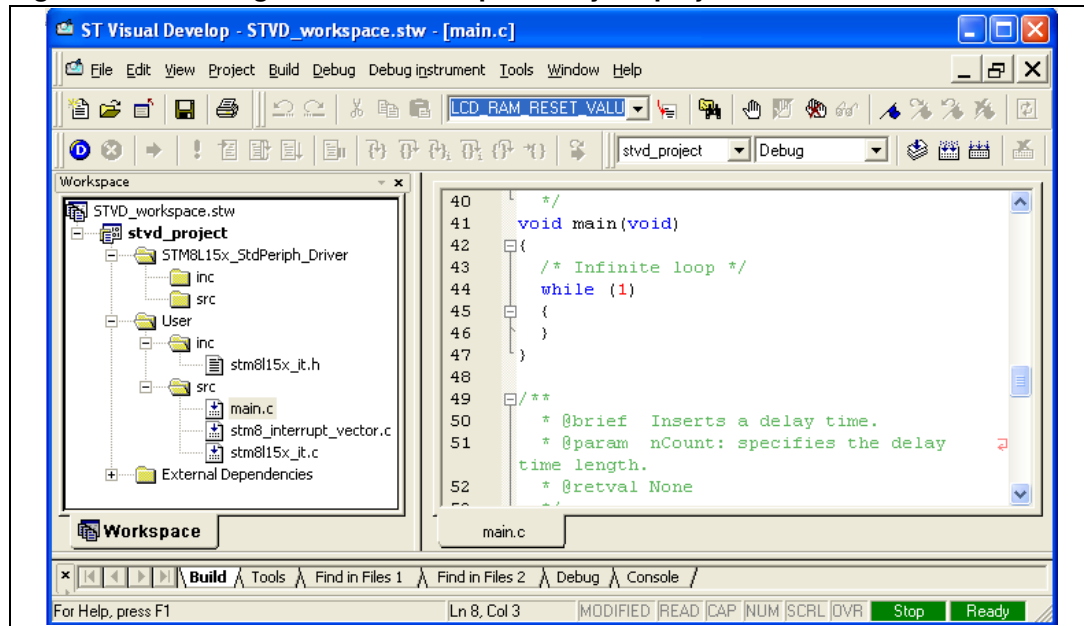 ST Visual Develop - STVD_workspace.stw - [main.c]
File Edit View Project Build Debug Debug instrument Tools Window Help
LCD_RAM_RESET_VALU
stvd_project Debug
Workspace
STVD_workspace.stw
stvd_project
STM8L15x_StdPeriph_Driver
inc
src
User
inc
stm8l15x_it.h
src
main.c
stm8_interrupt_vector.c
stm8l15x_it.c
External Dependencies
Workspace
40 */
41 void main(void)
42 {
43 /* Infinite loop */
44 while (1)
45 {
46 }
47 }
48
49 /**
50 * @brief Inserts a delay time.
51 * @param nCount: specifies the delay
time length.
52 * @retval None
main.c
Build Tools Find in Files 1 Find in Files 2 Debug Console
For Help, press F1 Ln 8, Col 3 MODIFIED READ CAP NUM SCRL OVR Stop Ready